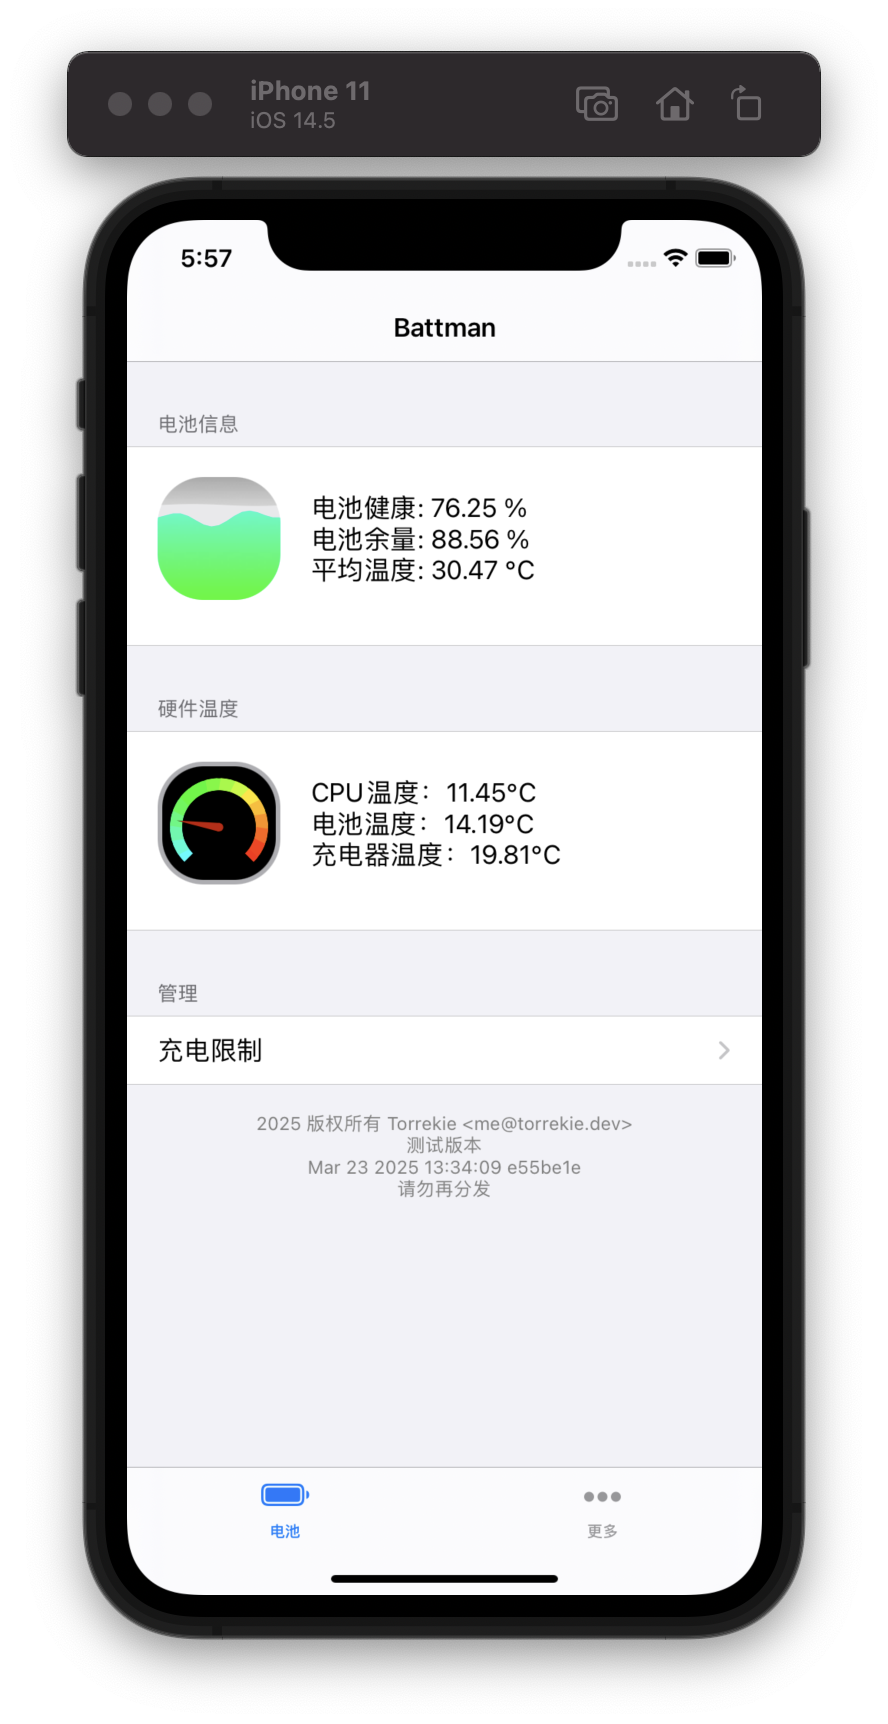 iPhone 11
iOS 14.5
5:57
Battman
电池信息
电池健康: 76.25 %
电池余量: 88.56 %
平均温度: 30.47 °C
硬件温度
CPU温度：11.45°C
电池温度：14.19°C
充电器温度：19.81°C
管理
充电限制
2025 版权所有 Torrekie <me@torrekie.dev>
测试版本
Mar 23 2025 13:34:09 e55be1e
请勿再分发
电池
更多